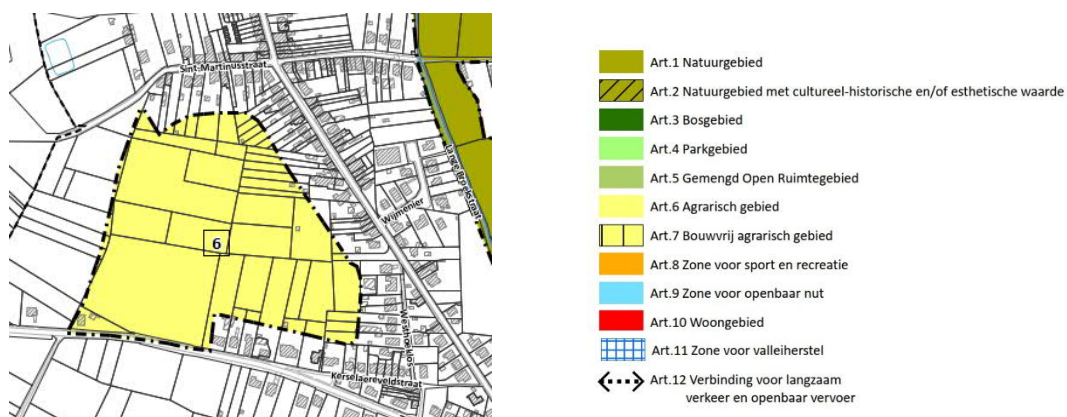 Sint-Martinusstraat
Lange Broekstraat
Wijmenier
6
Kerselaereveldstraat
Art.1 Natuurgebied
Art.2 Natuurgebied met cultureel-historische en/of esthetische waarde
Art.3 Bosgebied
Art.4 Parkgebied
Art.5 Gemengd Open Ruimtegebied
Art.6 Agrarisch gebied
Art.7 Bouwvrij agrarisch gebied
Art.8 Zone voor sport en recreatie
Art.9 Zone voor openbaar nut
Art.10 Woongebied
Art.11 Zone voor valleiherstel
Art.12 Verbinding voor langzaam
verkeer en openbaar vervoer